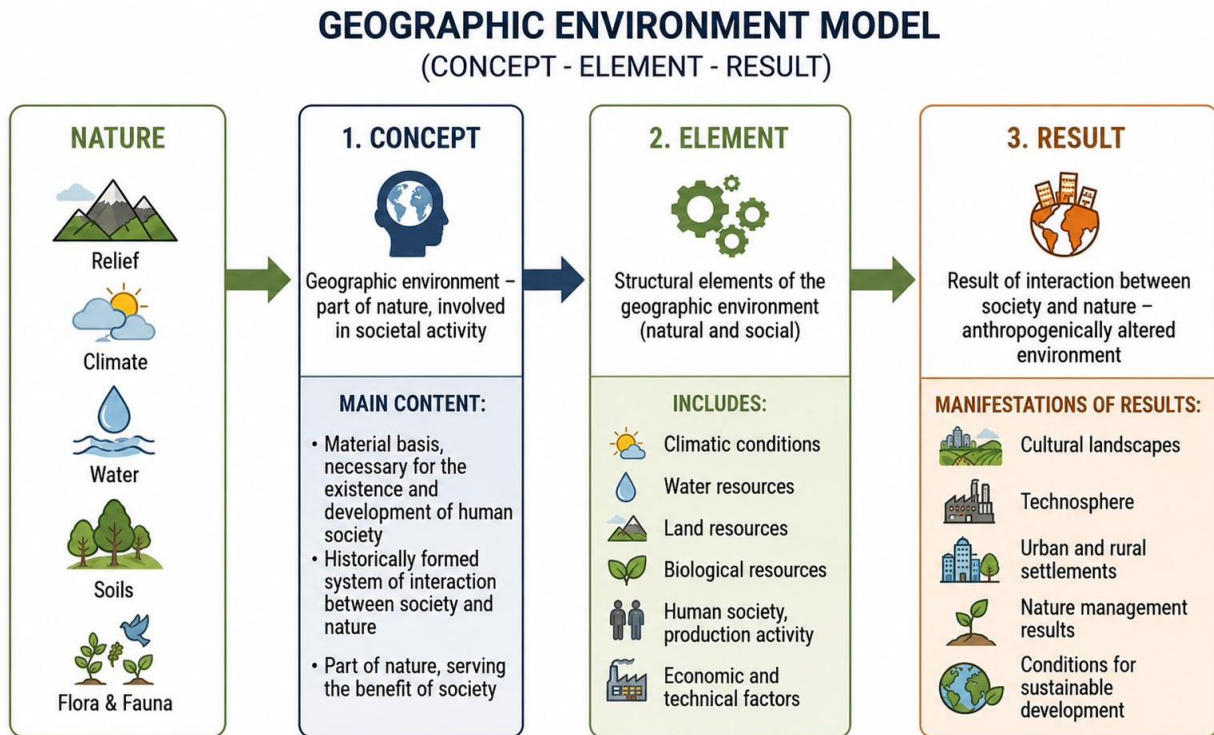 GEOGRAPHIC ENVIRONMENT MODEL
(CONCEPT - ELEMENT - RESULT)
NATURE
Relief
Climate
Water
Soils
Flora & Fauna
1. CONCEPT
Geographic environment –
part of nature, involved
in societal activity
MAIN CONTENT:
• Material basis,
necessary for the
existence and
development of human
society
• Historically formed
system of interaction
between society and
nature
• Part of nature, serving
the benefit of society
2. ELEMENT
Structural elements of the
geographic environment
(natural and social)
INCLUDES:
Climatic conditions
Water resources
Land resources
Biological resources
Human society,
production activity
Economic and
technical factors
3. RESULT
Result of interaction between
society and nature –
anthropogenically altered
environment
MANIFESTATIONS OF RESULTS:
Cultural landscapes
Technosphere
Urban and rural
settlements
Nature management
results
Conditions for
sustainable
development